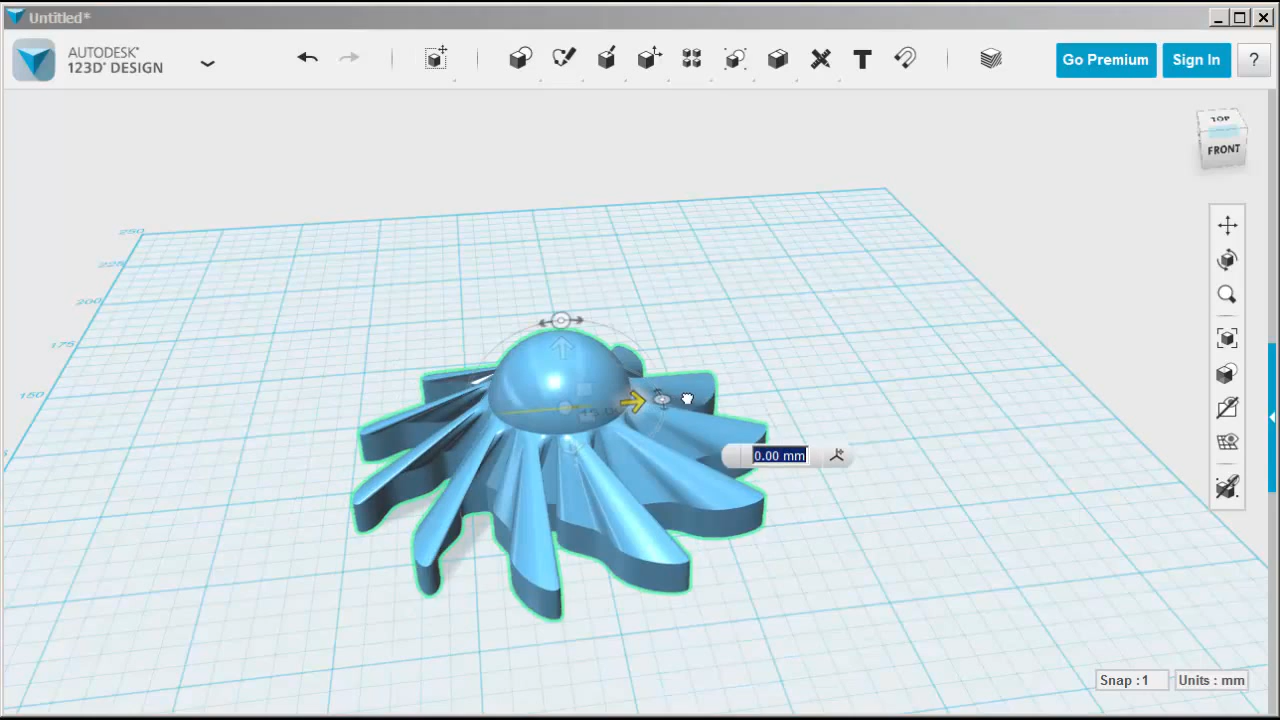 Untitled*
AUTODESK®
123D® DESIGN
Go Premium
Sign In
?
TOP
FRONT
250
225
200
175
150
0.00 mm
Snap : 1
Units : mm